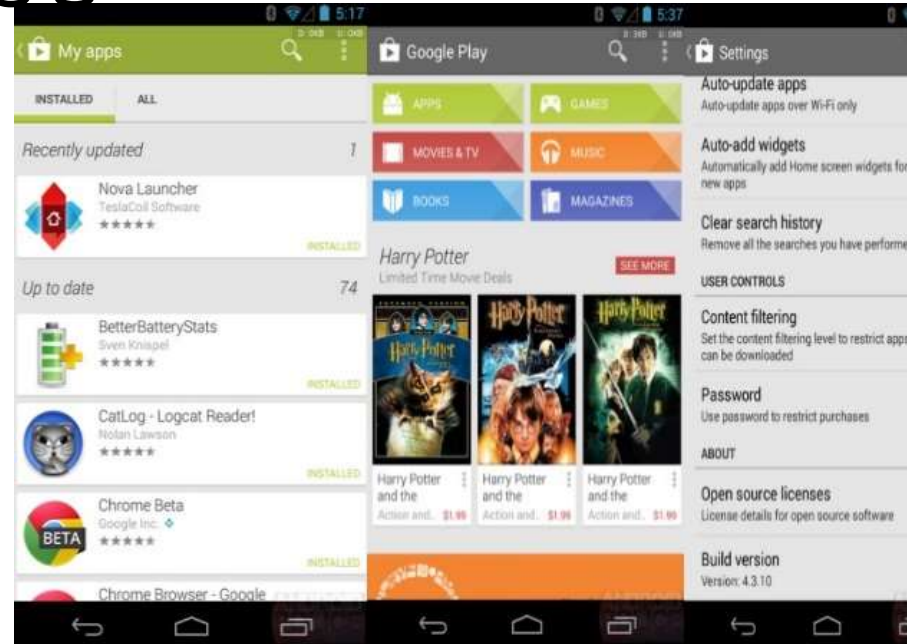 5:17
My apps
INSTALLED ALL
Recently updated 1
Nova Launcher
TeslaCoil Software
INSTALLED
Up to date 74
BetterBatteryStats
Sven Knispel
INSTALLED
CatLog - Logcat Reader!
Nolan Lawson
INSTALLED
BETA
Chrome Beta
Google Inc.
INSTALLED
Chrome Browser - Google
5:37
Google Play
APPS GAMES
MOVIES & TV MUSIC
BOOKS MAGAZINES
Harry Potter
Limited Time Movie Deals
SEE MORE
Harry Potter Harry Potter Harry Potter
Harry Potter Harry Potter Harry Potter
and the and the and the
Action and.. $1.99 Action and.. $1.99 Action and.. $1.99
Settings
Auto-update apps
Auto-update apps over Wi-Fi only
Auto-add widgets
Automatically add Home screen widgets for
new apps
Clear search history
Remove all the searches you have performe
USER CONTROLS
Content filtering
Set the content filtering level to restrict apps
can be downloaded
Password
Use password to restrict purchases
ABOUT
Open source licenses
License details for open source software
Build version
Version: 4.3.10